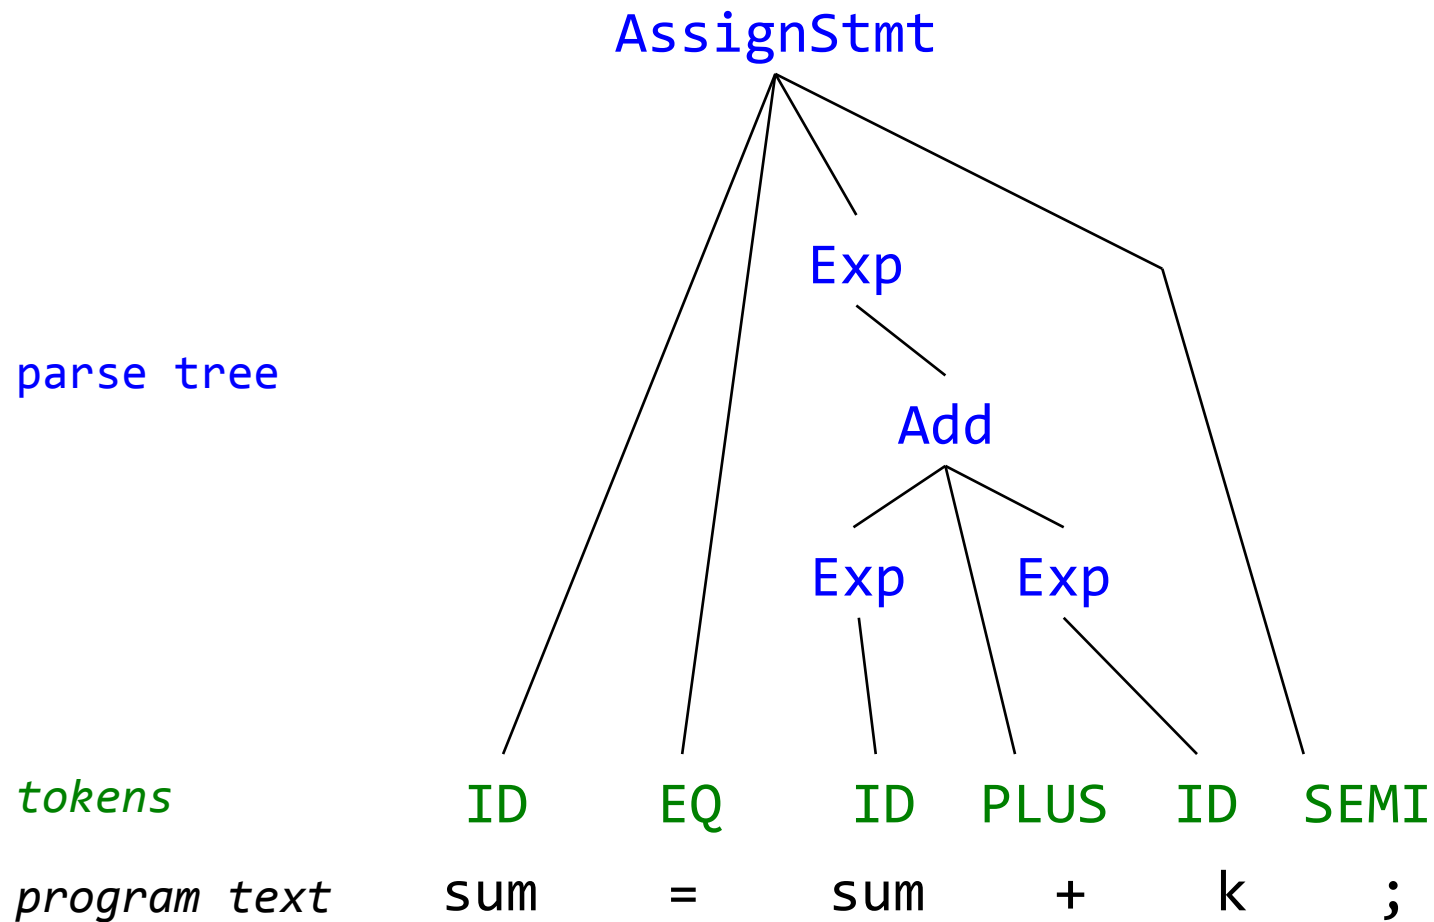 AssignStmt
Exp
parse tree
Add
Exp Exp
tokens ID EQ ID PLUS ID SEMI
program text sum = sum + k ;